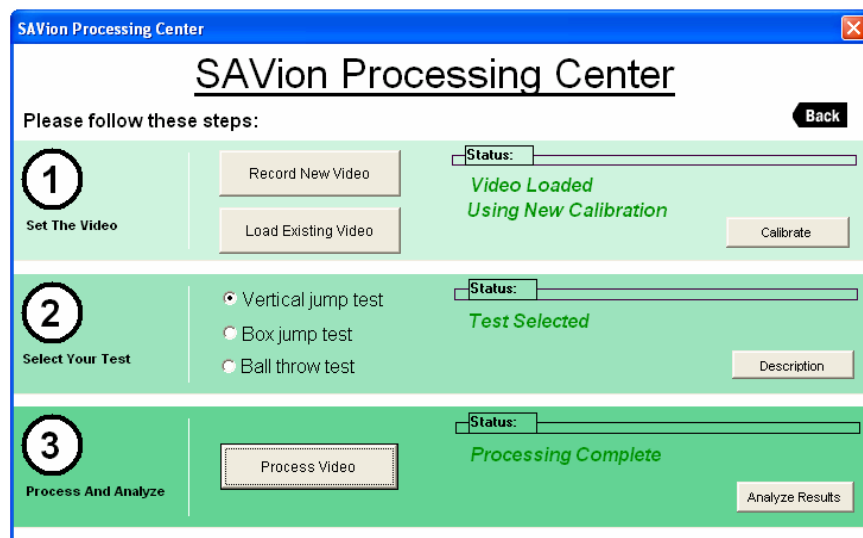 SAVion Processing Center
SAVion Processing Center
Please follow these steps:
Back
1
Set The Video
Record New Video
Load Existing Video
Status:
Video Loaded
Using New Calibration
Calibrate
2
Select Your Test
Vertical jump test
Box jump test
Ball throw test
Status:
Test Selected
Description
3
Process And Analyze
Process Video
Status:
Processing Complete
Analyze Results